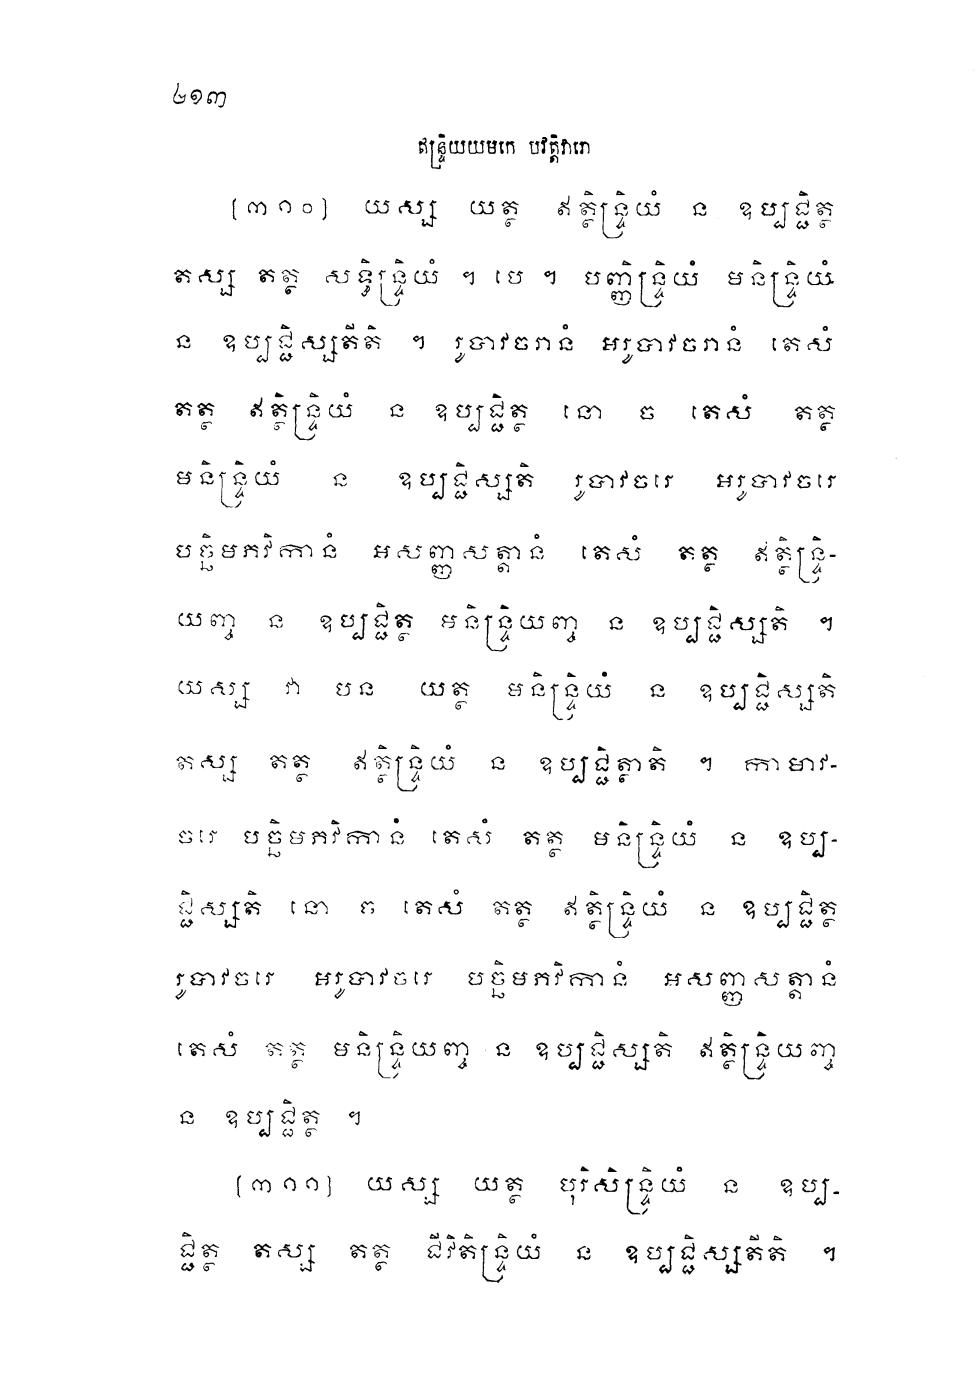 ២១៣
ឥន្ទ្រិយយមកេ បវត្តិវារោ
[៣១០] យស្ស យត្ថ ឥត្ថិន្ទ្រិយំ ន ឧប្បជ្ជិត្ថ
តស្ស តត្ថ សទ្ធិន្ទ្រិយំ ។ បេ ។ បញ្ញិន្ទ្រិយំ មនិន្ទ្រិយំ
ន ឧប្បជ្ជិស្សតីតិ ។ រូបាវចរានំ អរូបាវចរានំ តេសំ
តត្ថ ឥត្ថិន្ទ្រិយំ ន ឧប្បជ្ជិត្ថ នោ ច តេសំ តត្ថ
មនិន្ទ្រិយំ ន ឧប្បជ្ជិស្សតិ រូបាវចរេ អរូបាវចរេ
បច្ឆិមភវិកានំ អសញ្ញសត្តានំ តេសំ តត្ថ ឥត្ថិន្ទ្រិ-
យញ្ច ន ឧប្បជ្ជិត្ថ មនិន្ទ្រិយញ្ច ន ឧប្បជ្ជិស្សតិ ។
យស្ស វា បន យត្ថ មនិន្ទ្រិយំ ន ឧប្បជ្ជិស្សតិ
តស្ស តត្ថ ឥត្ថិន្ទ្រិយំ ន ឧប្បជ្ជិត្ថាតិ ។ កាមាវ-
ចរេ បច្ឆិមភវិកានំ តេសំ តត្ថ មនិន្ទ្រិយំ ន ឧប្ប-
ជ្ជិស្សតិ នោ ច តេសំ តត្ថ ឥត្ថិន្ទ្រិយំ ន ឧប្បជ្ជិត្ថ
រូបាវចរេ អរូបាវចរេ បច្ឆិមភវិកានំ អសញ្ញសត្តានំ
តេសំ តត្ថ មនិន្ទ្រិយញ្ច ន ឧប្បជ្ជិស្សតិ ឥត្ថិន្ទ្រិយញ្ច
ន ឧប្បជ្ជិត្ថ ។
[៣១១] យស្ស យត្ថ បុរិសិន្ទ្រិយំ ន ឧប្ប-
ជ្ជិត្ថ តស្ស តត្ថ ជីវិតិន្ទ្រិយំ ន ឧប្បជ្ជិស្សតីតិ ។